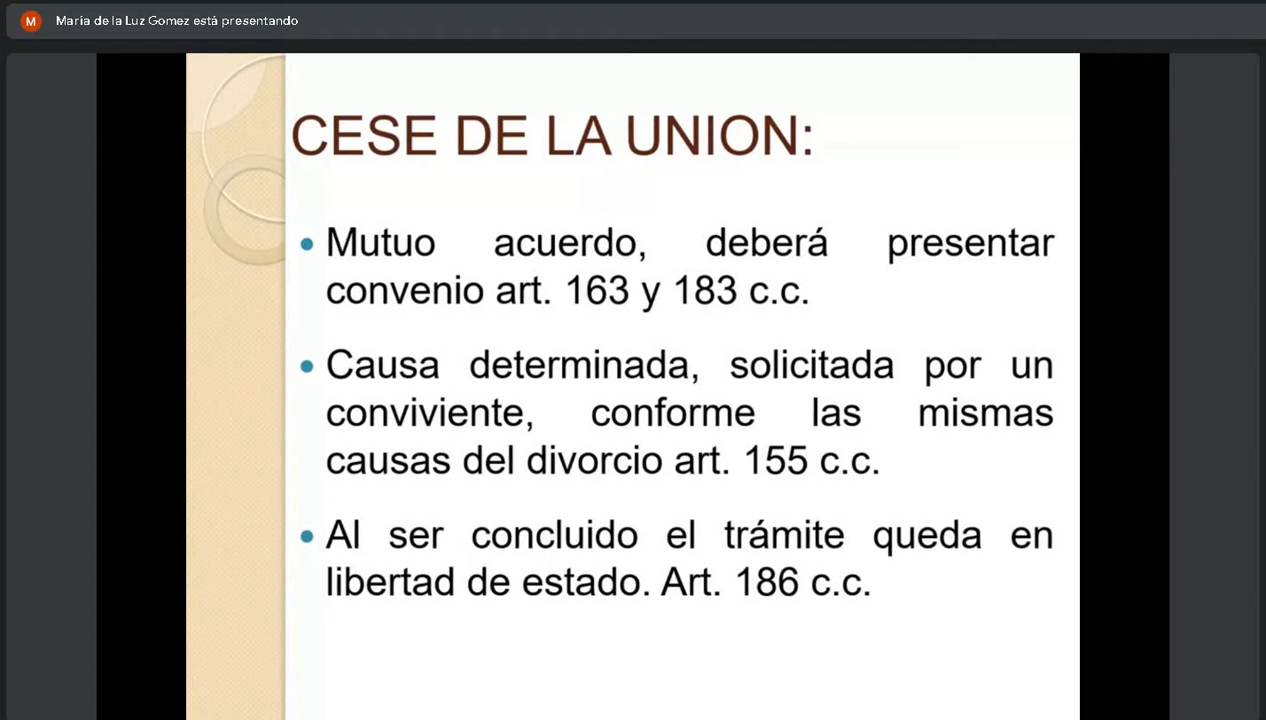 M
Maria de la Luz Gomez está presentando
CESE DE LA UNION:
• Mutuo acuerdo, deberá presentar
convenio art. 163 y 183 c.c.
• Causa determinada, solicitada por un
conviviente, conforme las mismas
causas del divorcio art. 155 c.c.
• Al ser concluido el trámite queda en
libertad de estado. Art. 186 c.c.